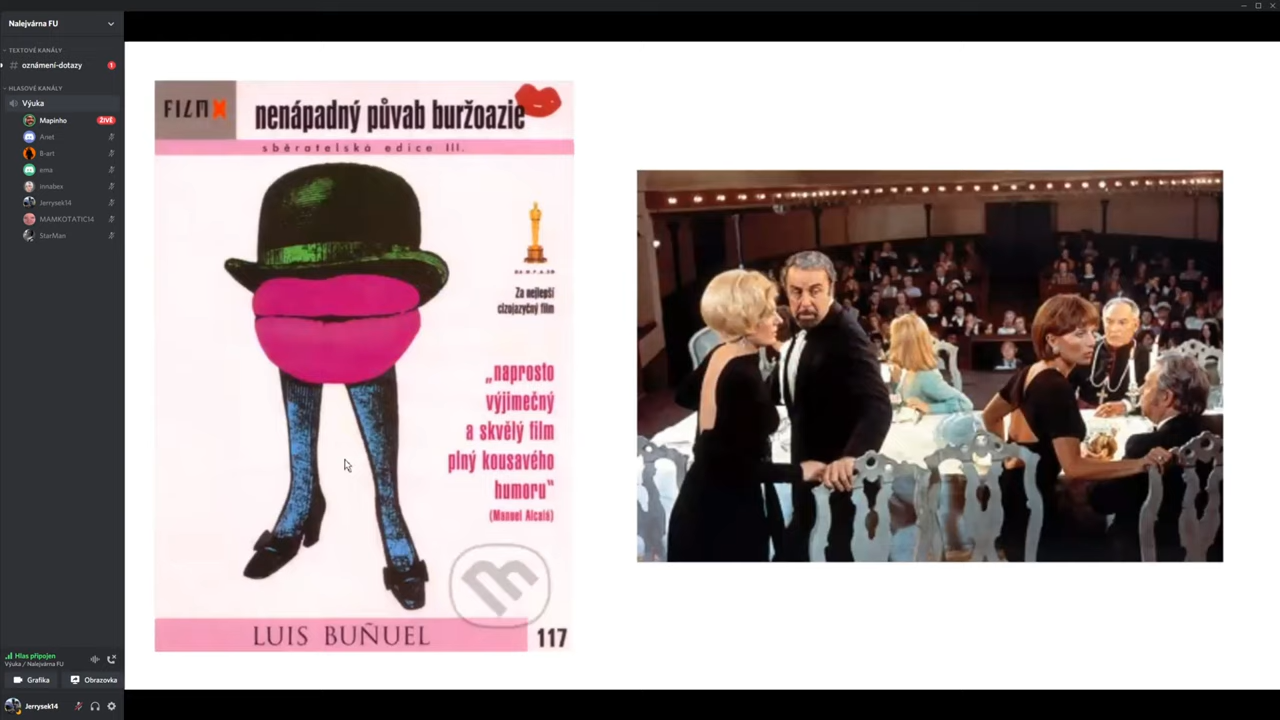 Nalejvárna FU
TEXTOVÉ KANÁLY
oznámení-dotazy
1
HLASOVÉ KANÁLY
Výuka
Mapinho
ŽIVĚ
Anet
B-art
ema
innabex
Jerrysek14
MAMKOTATIC14
StarMan
Hlas připojen
Výuka / Nalejvárna FU
Grafika
Obrazovka
Jerrysek14
FILM X
nenápadný půvab buržoazie
sběratelská edice III.
Za nejlepší
cizojazyčný film
„naprosto
výjimečný
a skvělý film
plný kousavého
humoru“
(Manuel Alcalá)
LUIS BUÑUEL
117